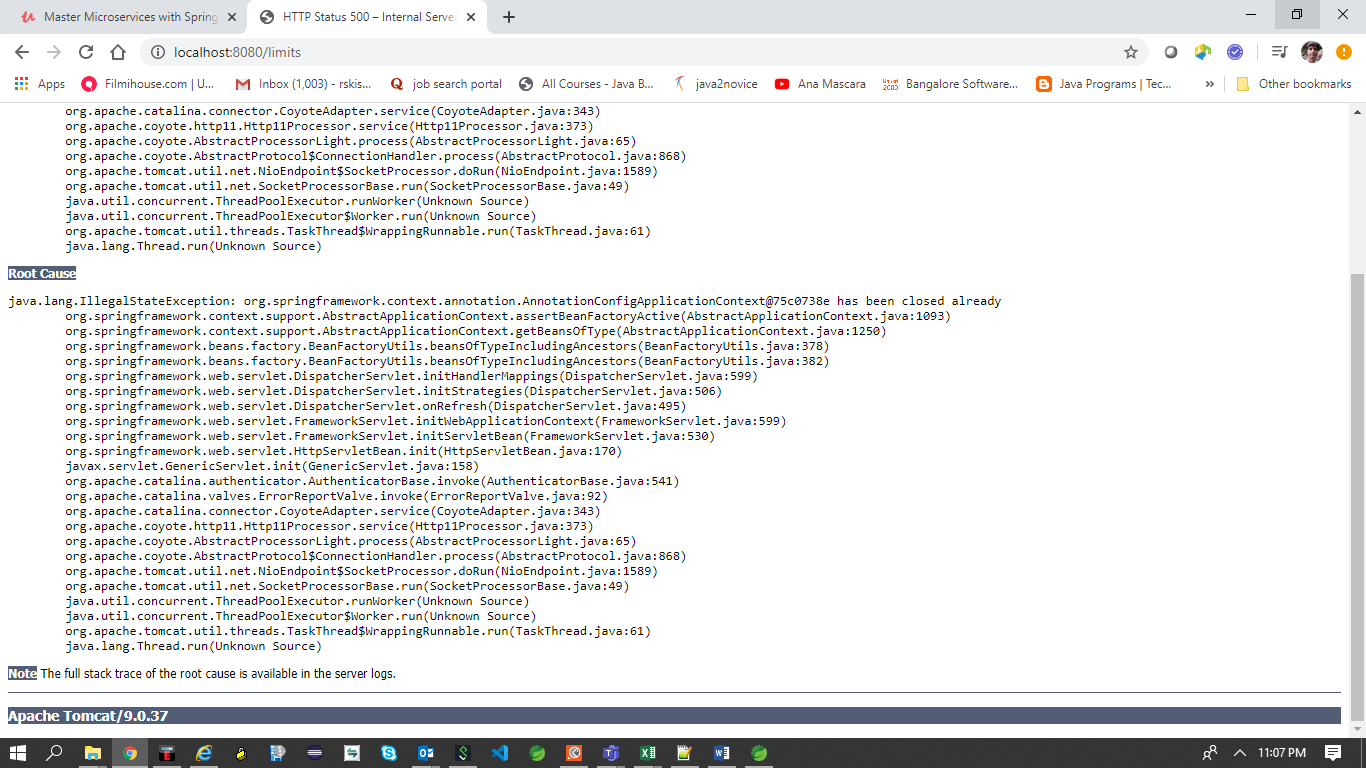 Master Microservices with Spring
HTTP Status 500 – Internal Server
localhost:8080/limits
Apps
Filmihouse.com | U...
Inbox (1,003) - rskis...
job search portal
All Courses - Java B...
java2novice
Ana Mascara
Bangalore Software...
Java Programs | Tec...
»
Other bookmarks
org.apache.catalina.connector.CoyoteAdapter.service(CoyoteAdapter.java:343)
org.apache.coyote.http11.Http11Processor.service(Http11Processor.java:373)
org.apache.coyote.AbstractProcessorLight.process(AbstractProcessorLight.java:65)
org.apache.coyote.AbstractProtocol$ConnectionHandler.process(AbstractProtocol.java:868)
org.apache.tomcat.util.net.NioEndpoint$SocketProcessor.doRun(NioEndpoint.java:1589)
org.apache.tomcat.util.net.SocketProcessorBase.run(SocketProcessorBase.java:49)
java.util.concurrent.ThreadPoolExecutor.runWorker(Unknown Source)
java.util.concurrent.ThreadPoolExecutor$Worker.run(Unknown Source)
org.apache.tomcat.util.threads.TaskThread$WrappingRunnable.run(TaskThread.java:61)
java.lang.Thread.run(Unknown Source)
Root Cause
java.lang.IllegalStateException: org.springframework.context.annotation.AnnotationConfigApplicationContext@75c0738e has been closed already
org.springframework.context.support.AbstractApplicationContext.assertBeanFactoryActive(AbstractApplicationContext.java:1093)
org.springframework.context.support.AbstractApplicationContext.getBeansOfType(AbstractApplicationContext.java:1250)
org.springframework.beans.factory.BeanFactoryUtils.beansOfTypeIncludingAncestors(BeanFactoryUtils.java:378)
org.springframework.beans.factory.BeanFactoryUtils.beansOfTypeIncludingAncestors(BeanFactoryUtils.java:382)
org.springframework.web.servlet.DispatcherServlet.initHandlerMappings(DispatcherServlet.java:599)
org.springframework.web.servlet.DispatcherServlet.initStrategies(DispatcherServlet.java:506)
org.springframework.web.servlet.DispatcherServlet.onRefresh(DispatcherServlet.java:495)
org.springframework.web.servlet.FrameworkServlet.initWebApplicationContext(FrameworkServlet.java:599)
org.springframework.web.servlet.FrameworkServlet.initServletBean(FrameworkServlet.java:530)
org.springframework.web.servlet.HttpServletBean.init(HttpServletBean.java:170)
javax.servlet.GenericServlet.init(GenericServlet.java:158)
org.apache.catalina.authenticator.AuthenticatorBase.invoke(AuthenticatorBase.java:541)
org.apache.catalina.valves.ErrorReportValve.invoke(ErrorReportValve.java:92)
org.apache.catalina.connector.CoyoteAdapter.service(CoyoteAdapter.java:343)
org.apache.coyote.http11.Http11Processor.service(Http11Processor.java:373)
org.apache.coyote.AbstractProcessorLight.process(AbstractProcessorLight.java:65)
org.apache.coyote.AbstractProtocol$ConnectionHandler.process(AbstractProtocol.java:868)
org.apache.tomcat.util.net.NioEndpoint$SocketProcessor.doRun(NioEndpoint.java:1589)
org.apache.tomcat.util.net.SocketProcessorBase.run(SocketProcessorBase.java:49)
java.util.concurrent.ThreadPoolExecutor.runWorker(Unknown Source)
java.util.concurrent.ThreadPoolExecutor$Worker.run(Unknown Source)
org.apache.tomcat.util.threads.TaskThread$WrappingRunnable.run(TaskThread.java:61)
java.lang.Thread.run(Unknown Source)
Note The full stack trace of the root cause is available in the server logs.
Apache Tomcat/9.0.37
11:07 PM